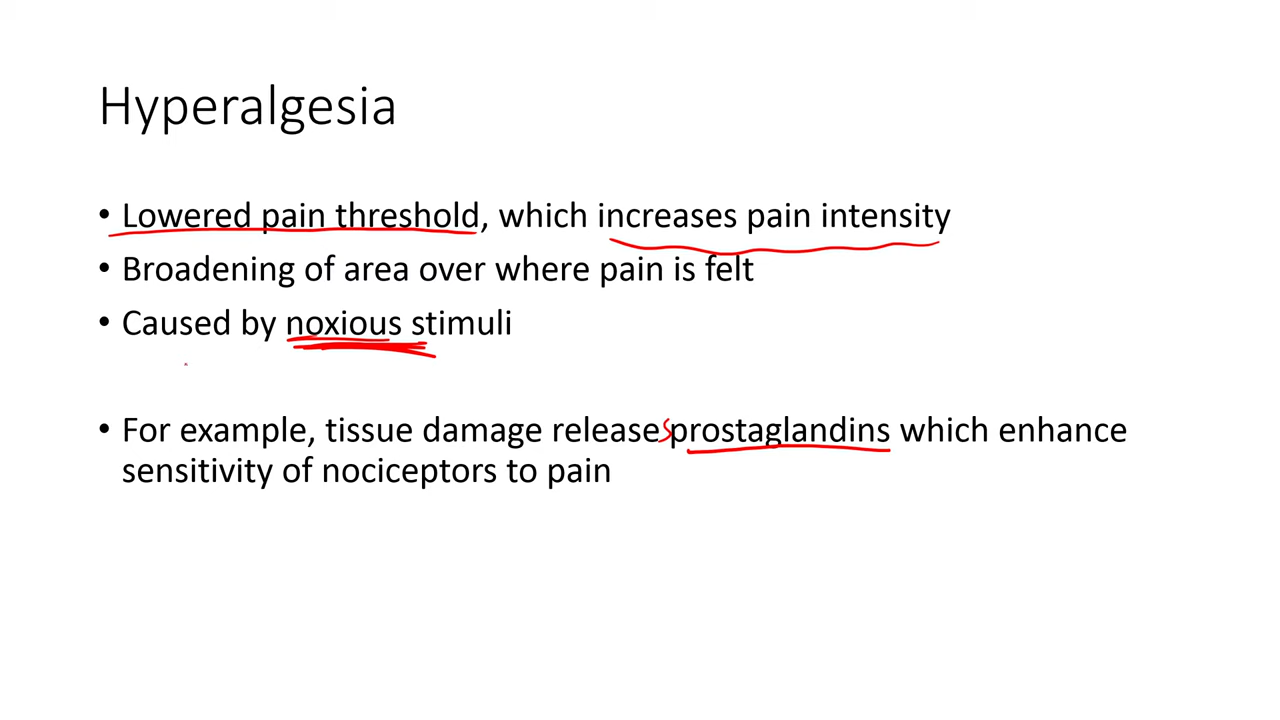 Hyperalgesia
• Lowered pain threshold, which increases pain intensity
• Broadening of area over where pain is felt
• Caused by noxious stimuli
• For example, tissue damage releases prostaglandins which enhance
sensitivity of nociceptors to pain